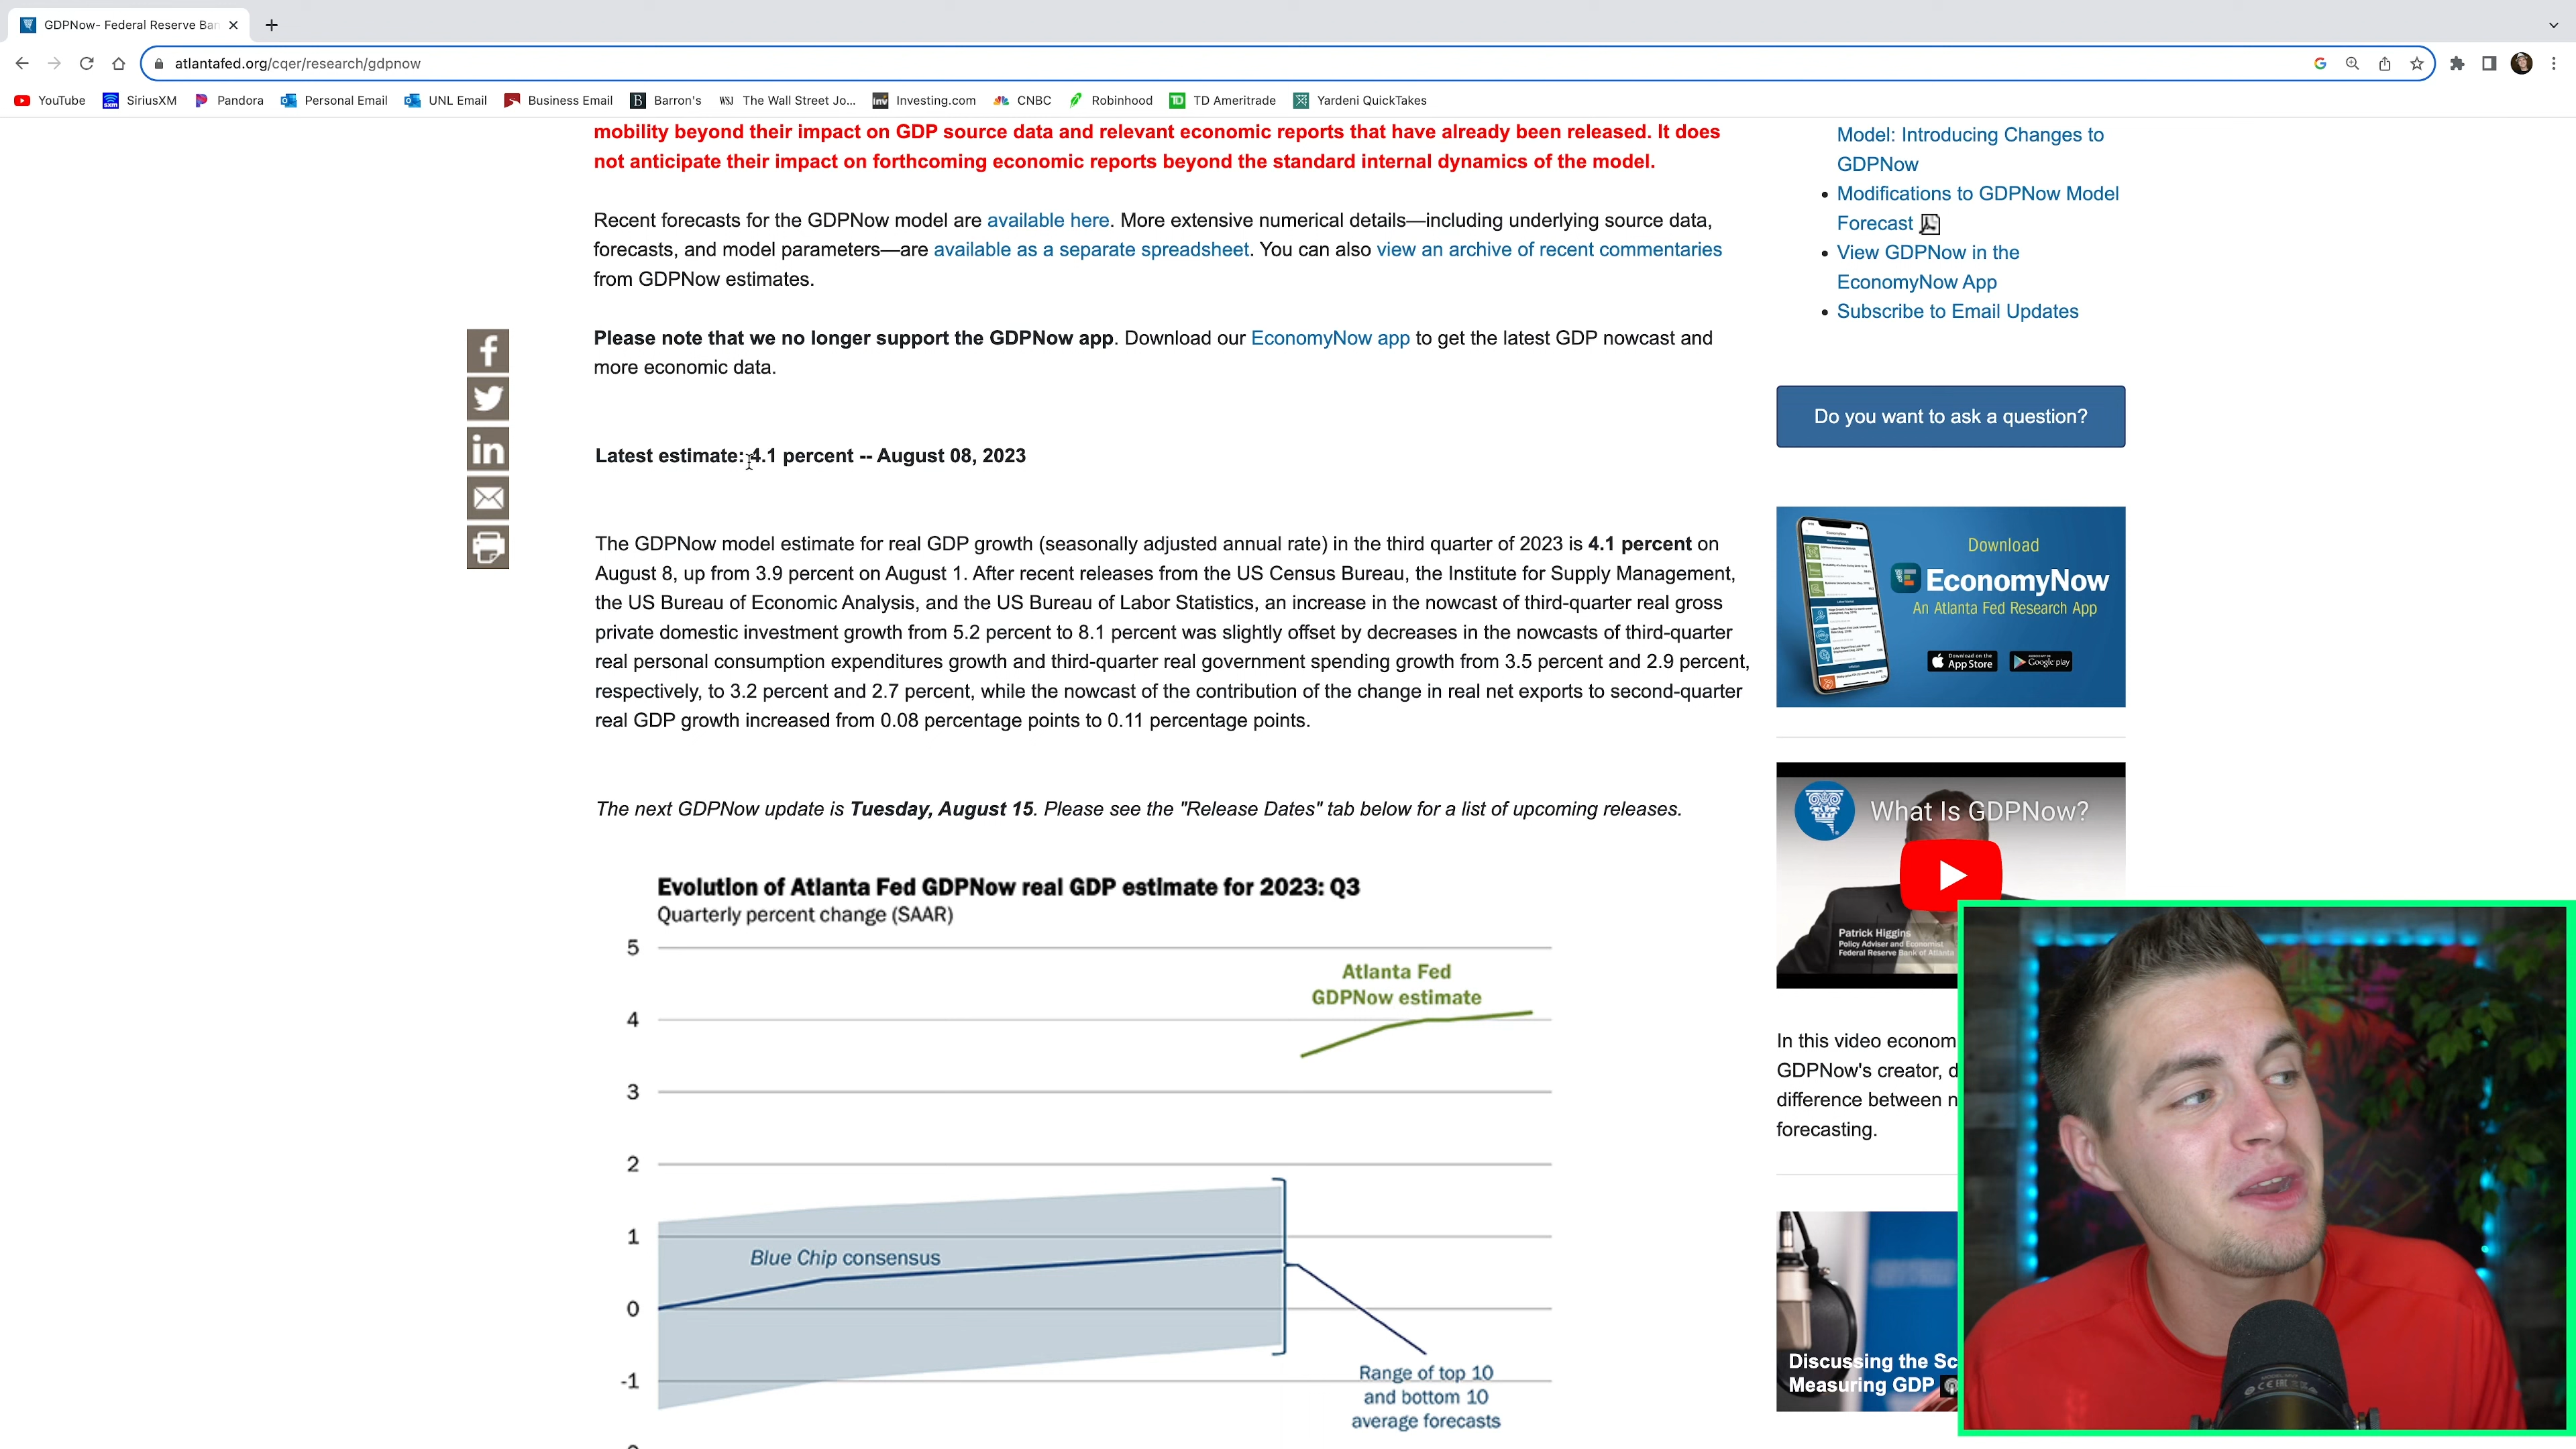 GDPNow- Federal Reserve Ban
atlantafed.org/cqer/research/gdpnow
YouTube SiriusXM Pandora Personal Email UNL Email Business Email Barron's The Wall Street Jo... Investing.com CNBC Robinhood TD Ameritrade Yardeni QuickTakes
mobility beyond their impact on GDP source data and relevant economic reports that have already been released. It does
not anticipate their impact on forthcoming economic reports beyond the standard internal dynamics of the model.
Recent forecasts for the GDPNow model are available here. More extensive numerical details—including underlying source data,
forecasts, and model parameters—are available as a separate spreadsheet. You can also view an archive of recent commentaries
from GDPNow estimates.
Please note that we no longer support the GDPNow app. Download our EconomyNow app to get the latest GDP nowcast and
more economic data.
Latest estimate: 4.1 percent -- August 08, 2023
The GDPNow model estimate for real GDP growth (seasonally adjusted annual rate) in the third quarter of 2023 is 4.1 percent on
August 8, up from 3.9 percent on August 1. After recent releases from the US Census Bureau, the Institute for Supply Management,
the US Bureau of Economic Analysis, and the US Bureau of Labor Statistics, an increase in the nowcast of third-quarter real gross
private domestic investment growth from 5.2 percent to 8.1 percent was slightly offset by decreases in the nowcasts of third-quarter
real personal consumption expenditures growth and third-quarter real government spending growth from 3.5 percent and 2.9 percent,
respectively, to 3.2 percent and 2.7 percent, while the nowcast of the contribution of the change in real net exports to second-quarter
real GDP growth increased from 0.08 percentage points to 0.11 percentage points.
The next GDPNow update is Tuesday, August 15. Please see the "Release Dates" tab below for a list of upcoming releases.
Evolution of Atlanta Fed GDPNow real GDP estimate for 2023: Q3
Quarterly percent change (SAAR)
5
4
3
2
1
0
-1
Atlanta Fed
GDPNow estimate
Blue Chip consensus
Range of top 10
and bottom 10
average forecasts
Model: Introducing Changes to
GDPNow
• Modifications to GDPNow Model
Forecast
• View GDPNow in the
EconomyNow App
• Subscribe to Email Updates
Do you want to ask a question?
Download
EconomyNow
An Atlanta Fed Research App
Download on the
App Store
Google play
What Is GDPNow?
Patrick Higgins
Policy Adviser and Economist
Federal Reserve Bank of Atlanta
In this video econom
GDPNow's creator, d
difference between n
forecasting.
Discussing the Sc
Measuring GDP